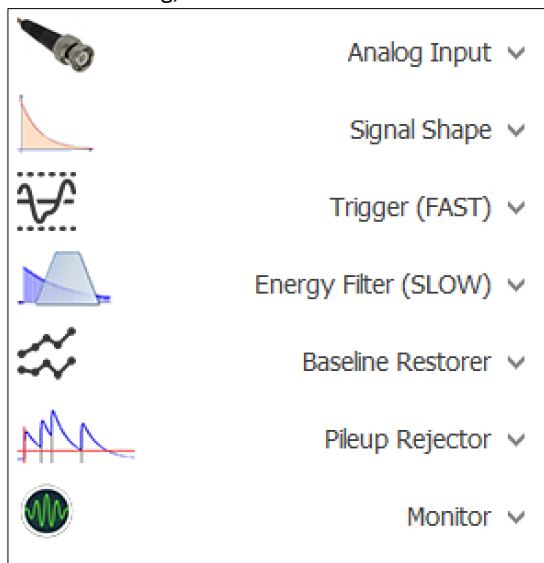 Analog Input
Signal Shape
Trigger (FAST)
Energy Filter (SLOW)
Baseline Restorer
Pileup Rejector
Monitor